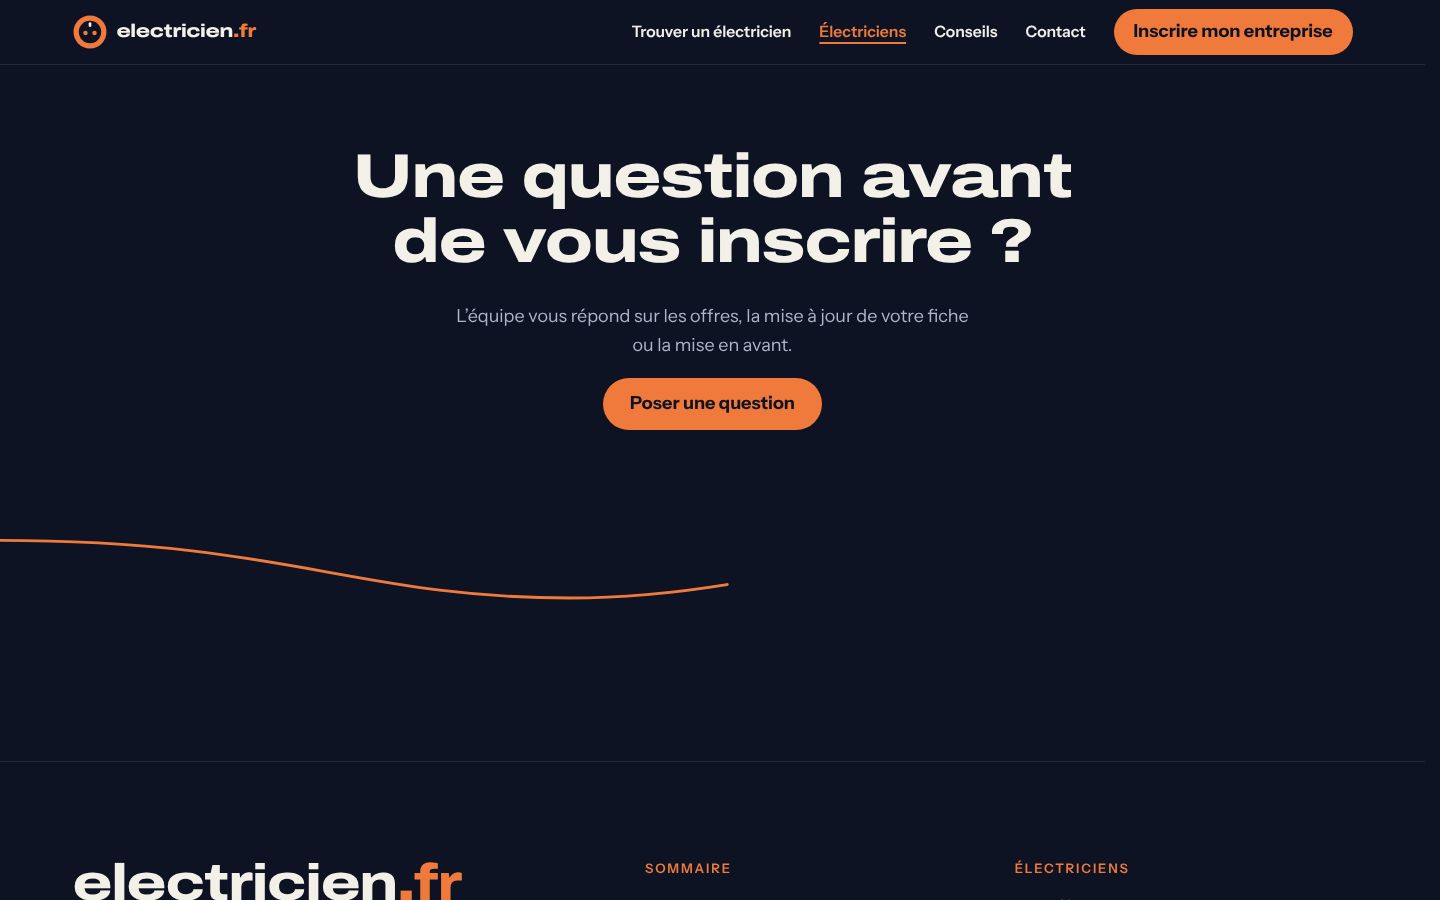 electricien.fr
Trouver un électricien
Électriciens
Conseils
Contact
Inscrire mon entreprise
Une question avant
de vous inscrire ?
L’équipe vous répond sur les offres, la mise à jour de votre fiche
ou la mise en avant.
Poser une question
electricien.fr
SOMMAIRE
ÉLECTRICIENS